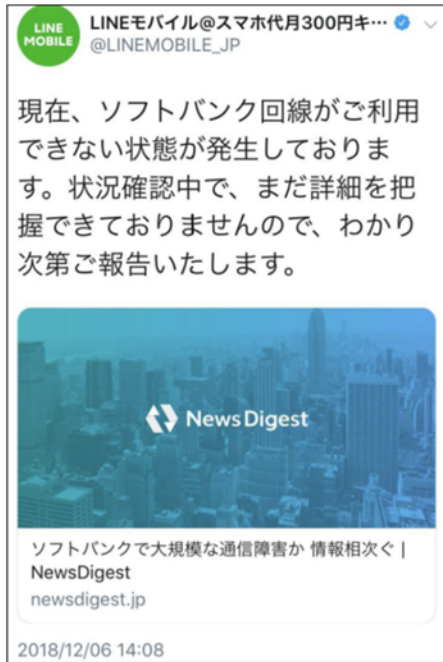 LINE
MOBILE
LINEモバイル@スマホ代月300円キ…
@LINEMOBILE_JP
現在、ソフトバンク回線がご利用
できない状態が発生しておりま
す。状況確認中で、まだ詳細を把
握できておりませんので、わかり
次第ご報告いたします。
NewsDigest
ソフトバンクで大規模な通信障害か 情報相次ぐ |
NewsDigest
newsdigest.jp
2018/12/06 14:08